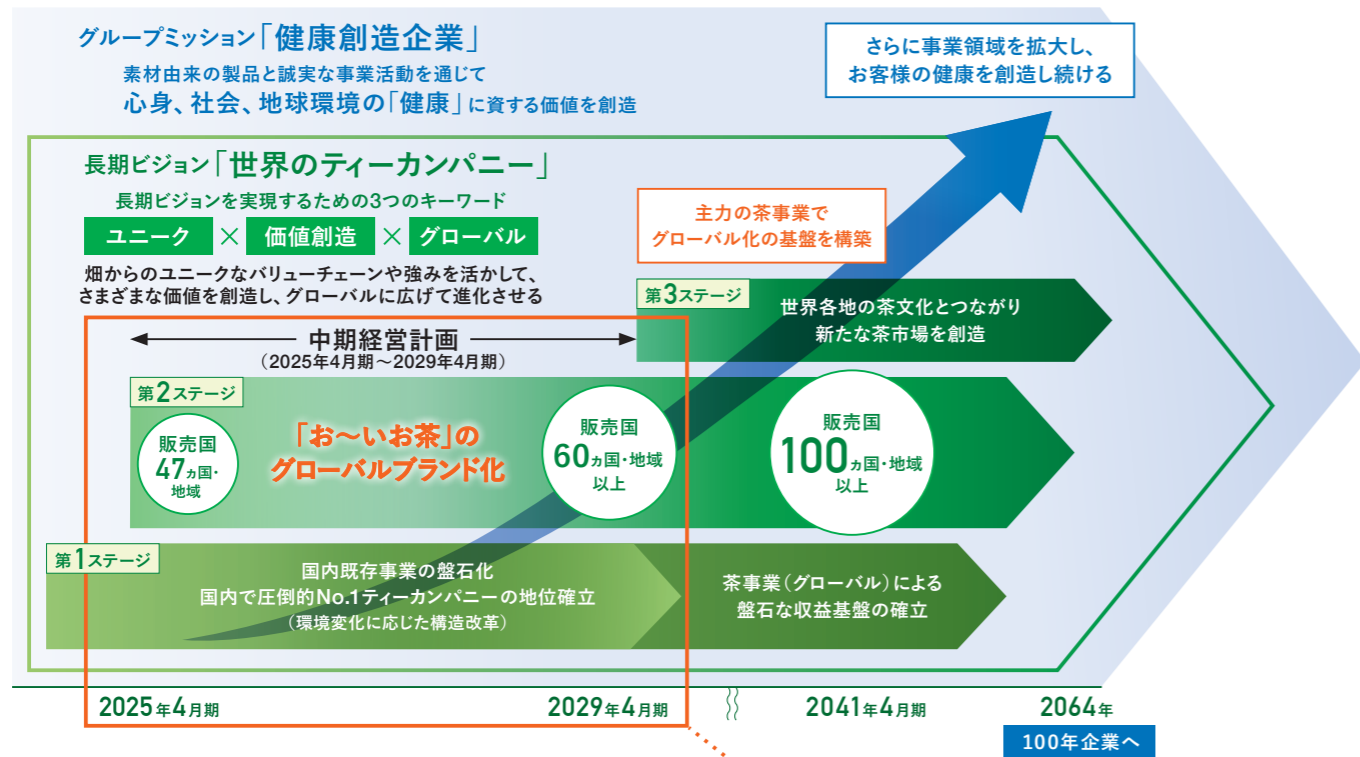 グループミッション「健康創造企業」
素材由来の製品と誠実な事業活動を通じて
心身、社会、地球環境の「健康」に資する価値を創造
さらに事業領域を拡大し、
お客様の健康を創造し続ける
長期ビジョン「世界のティーカンパニー」
長期ビジョンを実現するための3つのキーワード
ユニーク × 価値創造 × グローバル
畑からのユニークなバリューチェーンや強みを活かして、
さまざまな価値を創造し、グローバルに広げて進化させる
主力の茶事業で
グローバル化の基盤を構築
第3ステージ
世界各地の茶文化とつながり
新たな茶市場を創造
中期経営計画
（2025年4月期～2029年4月期）
第2ステージ
販売国
47ヵ国・
地域
「お～いお茶」の
グローバルブランド化
販売国
60ヵ国・地域
以上
販売国
100ヵ国・地域
以上
第1ステージ
国内既存事業の盤石化
国内で圧倒的No.1ティーカンパニーの地位確立
（環境変化に応じた構造改革）
茶事業（グローバル）による
盤石な収益基盤の確立
2025年4月期
2029年4月期
2041年4月期
2064年
100年企業へ